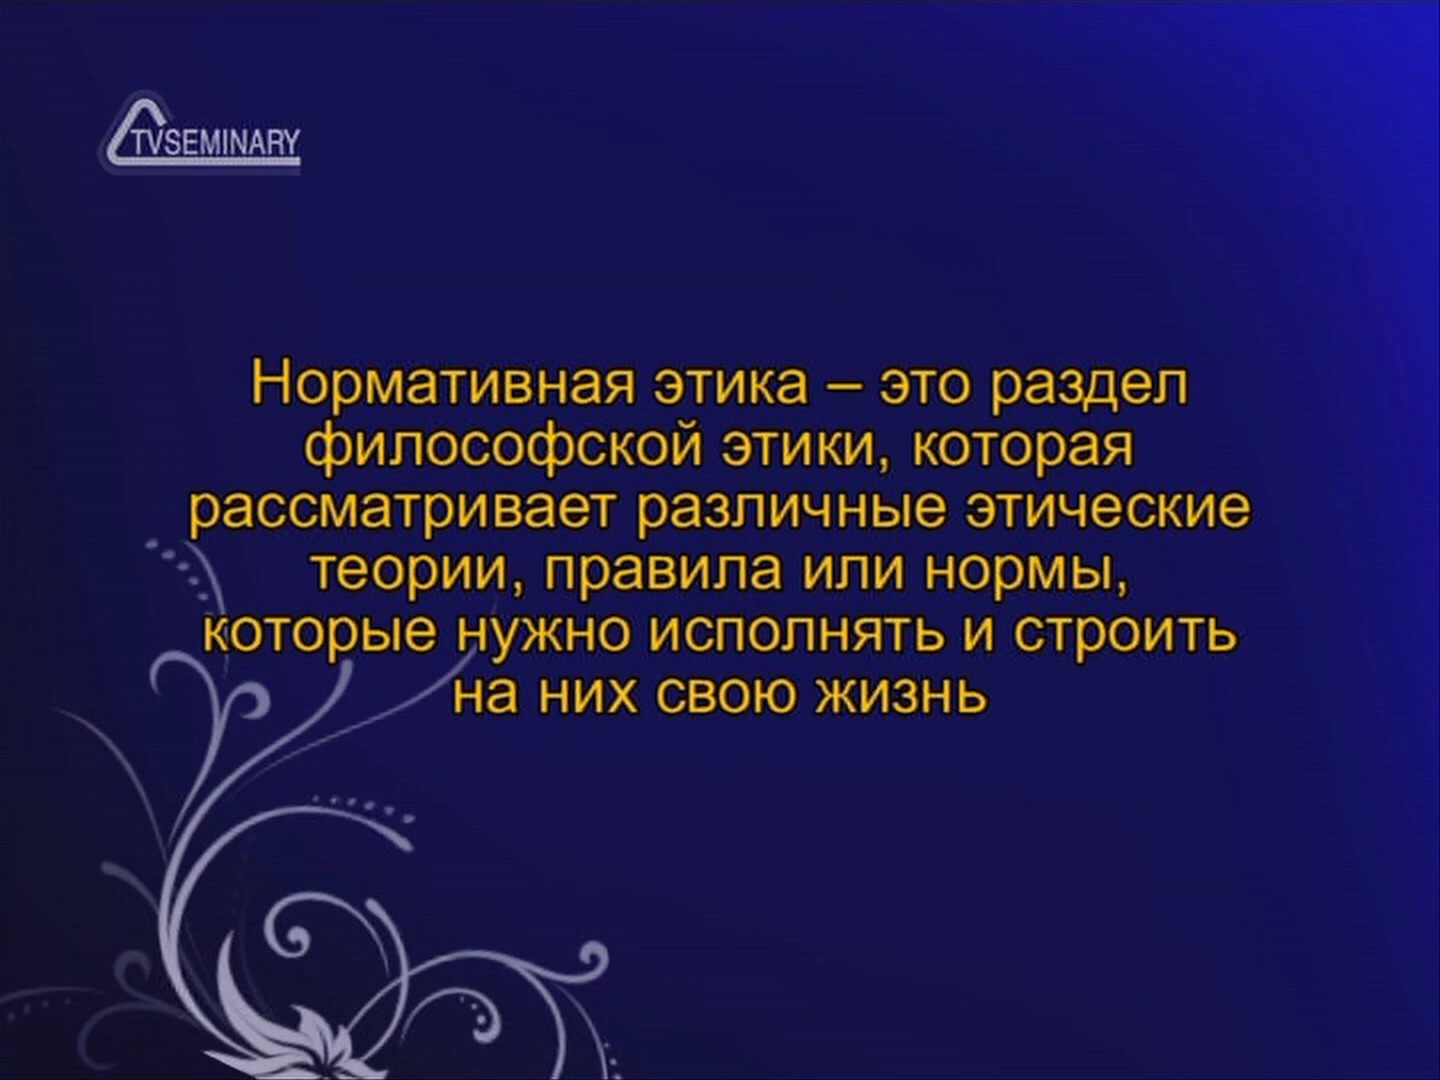 TVSEMINARY
Нормативная этика – это раздел
философской этики, которая
рассматривает различные этические
теории, правила или нормы,
которые нужно исполнять и строить
на них свою жизнь